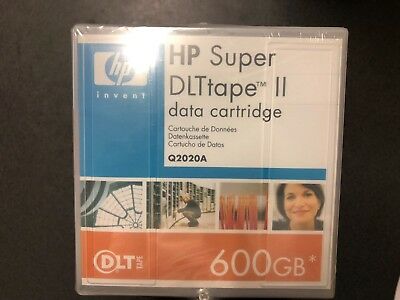 hp
invent
HP Super
DLTtape™ II
data cartridge
Cartouche de Données
Datenkassette
Cartucho de Datos
Q2020A
DLT
TAPE
600GB*